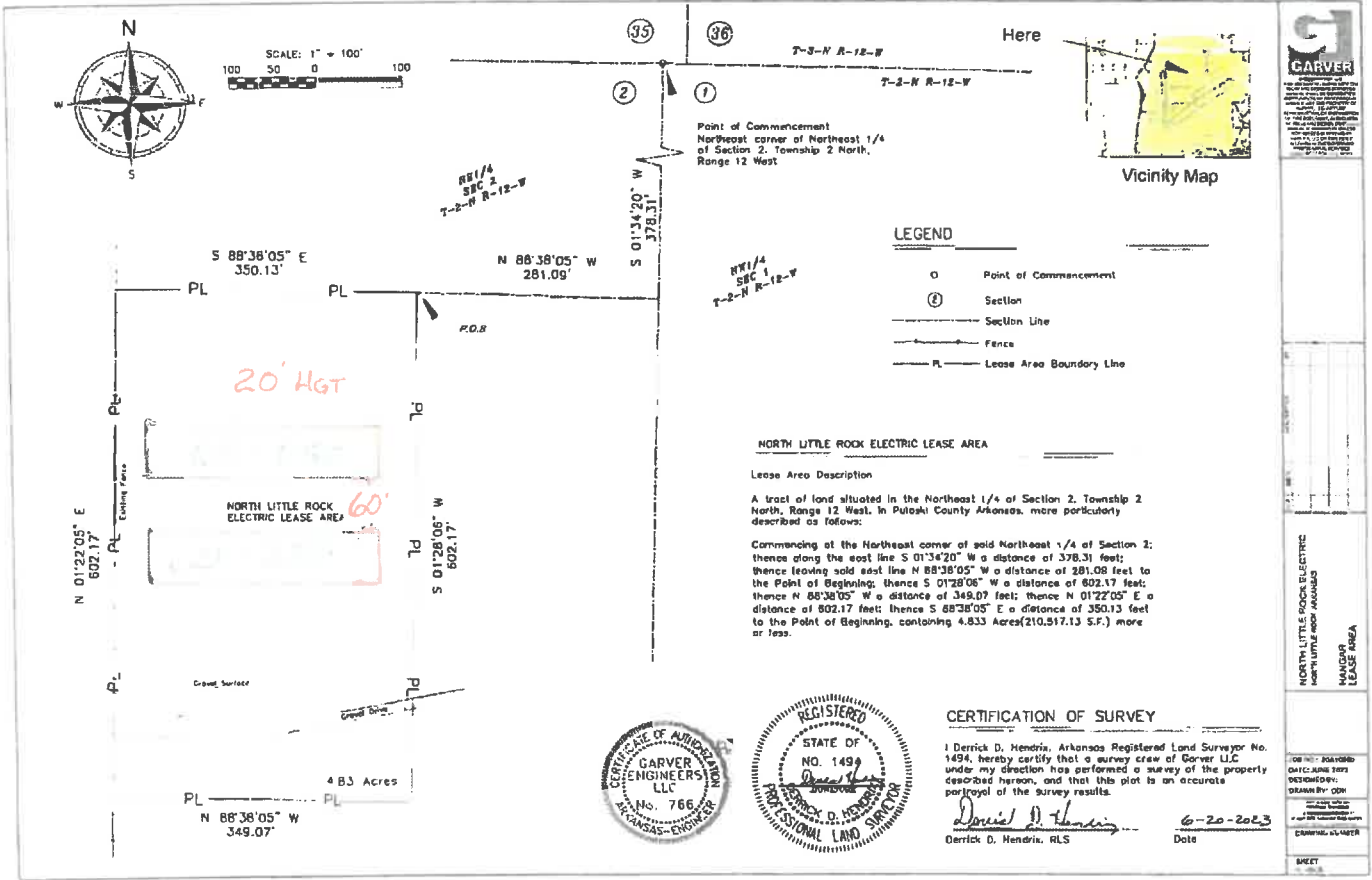 N
W
E
S
SCALE: 1" = 100'
100 50 0 100
35
36
T-3-N R-12-W
T-2-N R-12-W
2
1
Here
Vicinity Map
GARVER
Point of Commencement
Northeast corner of Northeast 1/4
of Section 2, Township 2 North,
Range 12 West
NE1/4
SEC 2
T-2-N R-12-W
S 01°34'20" W
378.31'
NW1/4
SEC 1
T-2-N R-12-W
S 88°38'05" E
350.13'
N 88°38'05" W
281.09'
PL
PL
P.O.B
LEGEND
Point of Commencement
2 Section
Section Line
Fence
PL Lease Area Boundary Line
20' HGT
PL
PL
Existing Fence
NORTH LITTLE ROCK
ELECTRIC LEASE AREA
60'
PL
PL
N 01°22'05" E
602.17'
S 01°28'06" W
602.17'
PL
PL
Gravel Surface
Gravel Drive
4.83 Acres
PL
PL
N 88°38'05" W
349.07'
NORTH LITTLE ROCK ELECTRIC LEASE AREA
Lease Area Description
A tract of land situated in the Northeast 1/4 of Section 2, Township 2
North, Range 12 West, in Pulaski County Arkansas, more particularly
described as follows:
Commencing at the Northeast corner of said Northeast 1/4 of Section 2;
thence along the east line S 01°34'20" W a distance of 378.31 feet;
thence leaving said east line N 88°38'05" W a distance of 281.09 feet to
the Point of Beginning; thence S 01°28'06" W a distance of 602.17 feet;
thence N 88°38'05" W a distance of 349.07 feet; thence N 01°22'05" E a
distance of 602.17 feet; thence S 88°38'05" E a distance of 350.13 feet
to the Point of Beginning, containing 4.833 Acres(210,517.13 S.F.) more
or less.
CERTIFICATE OF AUTHORIZATION
GARVER
ENGINEERS
LLC
No. 766
ARKANSAS-ENGINEER
REGISTERED
STATE OF
NO. 1494
DERRICK D. HENDRIX
PROFESSIONAL LAND SURVEYOR
CERTIFICATION OF SURVEY
I Derrick D. Hendrix, Arkansas Registered Land Surveyor No.
1494, hereby certify that a survey crew of Garver LLC
under my direction has performed a survey of the property
described hereon, and that this plat is an accurate
portrayal of the survey results.
6-20-2023
Derrick D. Hendrix, RLS
Date
NORTH LITTLE ROCK ELECTRIC
NORTH LITTLE ROCK ARKANSAS
HANGAR
LEASE AREA
DATE: JUNE 2023
DESIGNED BY:
DRAWN BY: DDH
DRAWING NUMBER
SHEET